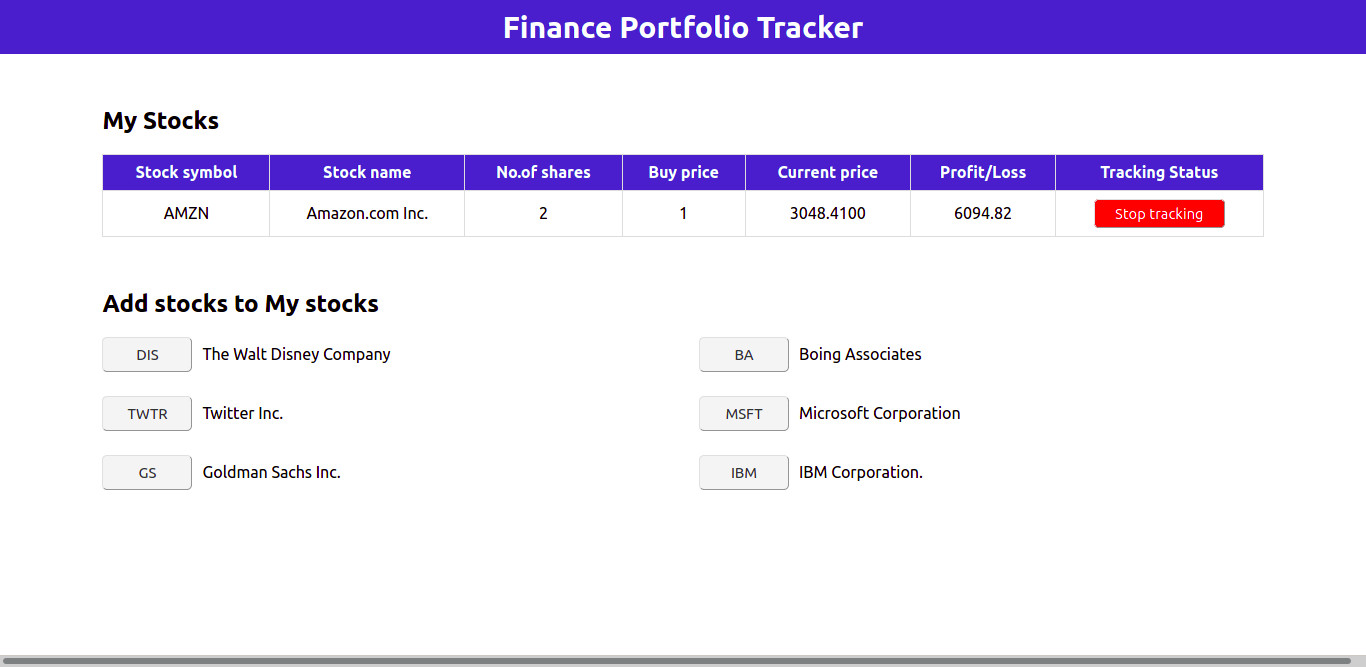 Finance Portfolio Tracker
My Stocks
Stock symbol Stock name No.of shares Buy price Current price Profit/Loss Tracking Status
AMZN Amazon.com Inc. 2 1 3048.4100 6094.82 Stop tracking
Add stocks to My stocks
DIS The Walt Disney Company BA Boing Associates
TWTR Twitter Inc. MSFT Microsoft Corporation
GS Goldman Sachs Inc. IBM IBM Corporation.